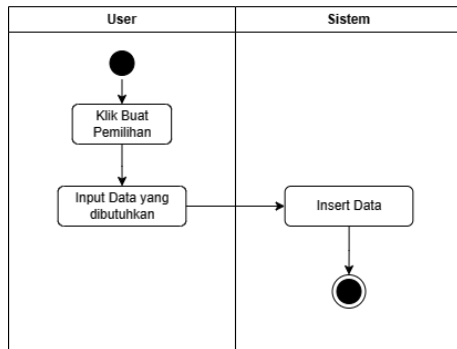 User
Sistem
Klik Buat
Pemilihan
Input Data yang
dibutuhkan
Insert Data